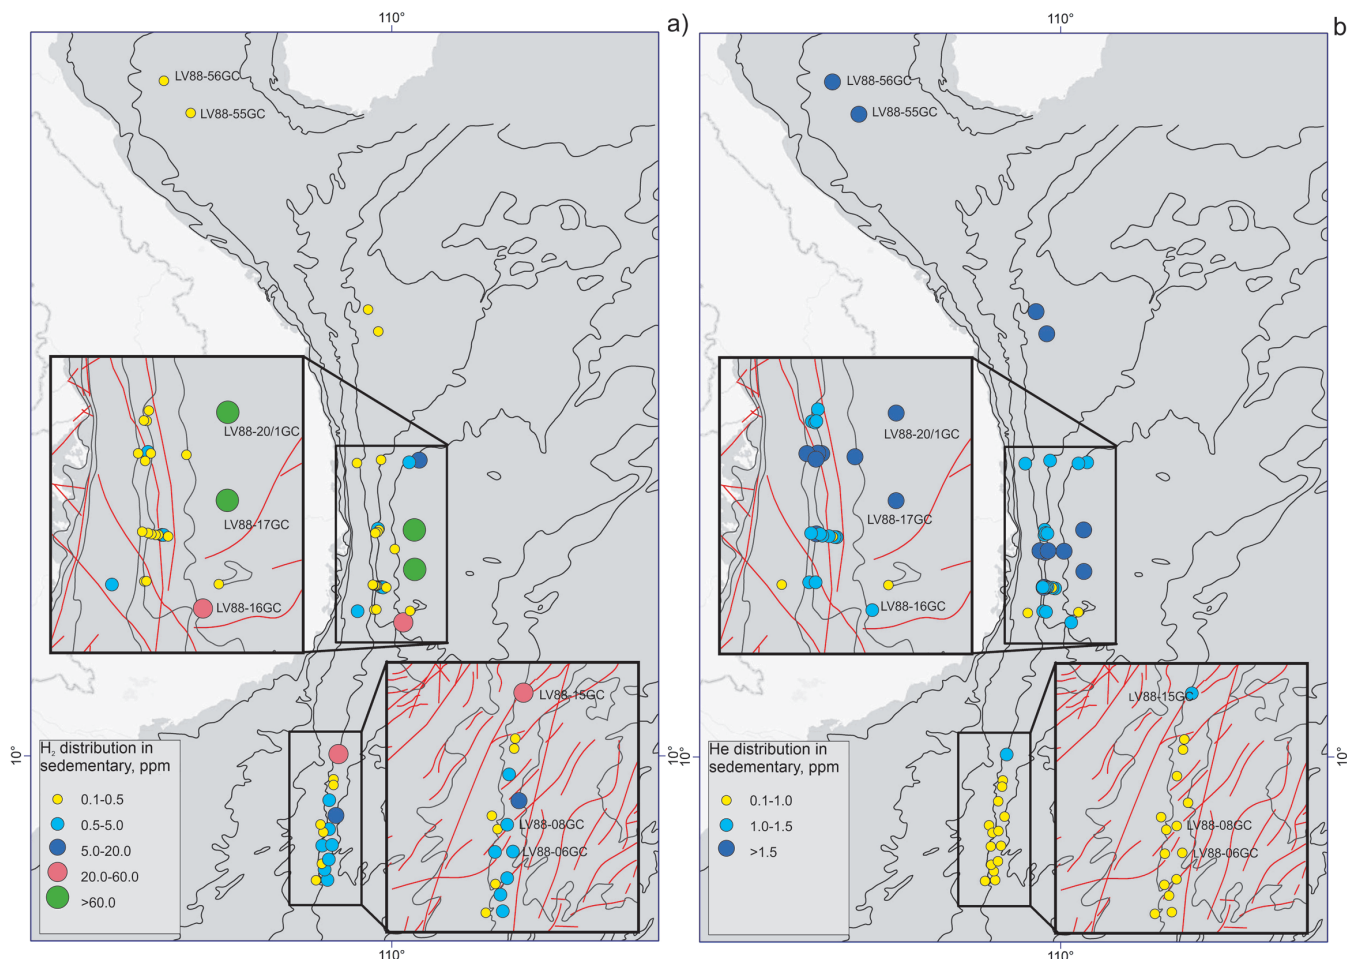 110°
a)
LV88-56GC
LV88-55GC
LV88-20/1GC
LV88-17GC
LV88-16GC
LV88-15GC
LV88-08GC
LV88-06GC
10°
H2 distribution in
sedementary, ppm
0.1-0.5
0.5-5.0
5.0-20.0
20.0-60.0
>60.0
110°
110°
b
LV88-56GC
LV88-55GC
LV88-20/1GC
LV88-17GC
LV88-16GC
LV88-15GC
LV88-08GC
LV88-06GC
10°
10°
He distribution in
sedementary, ppm
0.1-1.0
1.0-1.5
>1.5
110°